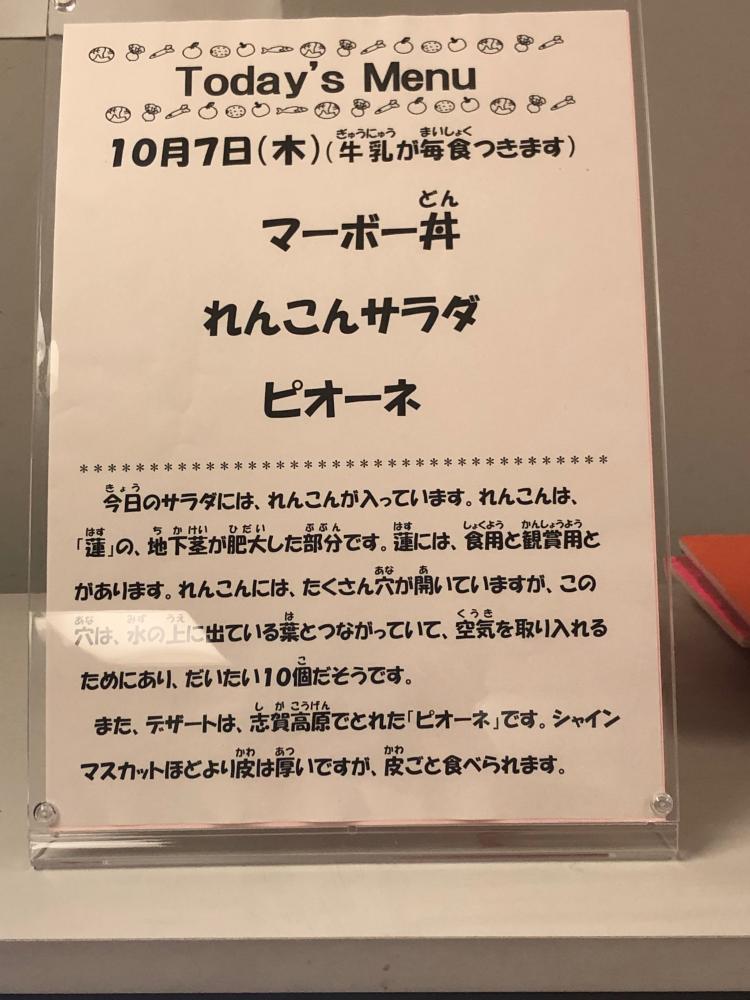 Today's Menu
10月7日(木)(牛乳が毎食つきます)
マーボー丼
れんこんサラダ
ピオーネ
**************************************
今日のサラダには、れんこんが入っています。れんこんは、
「蓮」の、地下茎が肥大した部分です。蓮には、食用と観賞用と
があります。れんこんには、たくさん穴が開いていますが、この
穴は、水の上に出ている葉とつながっていて、空気を取り入れる
ためにあり、だいたい10個だそうです。
また、デザートは、志賀高原でとれた「ピオーネ」です。シャイン
マスカットほどより皮は厚いですが、皮ごと食べられます。